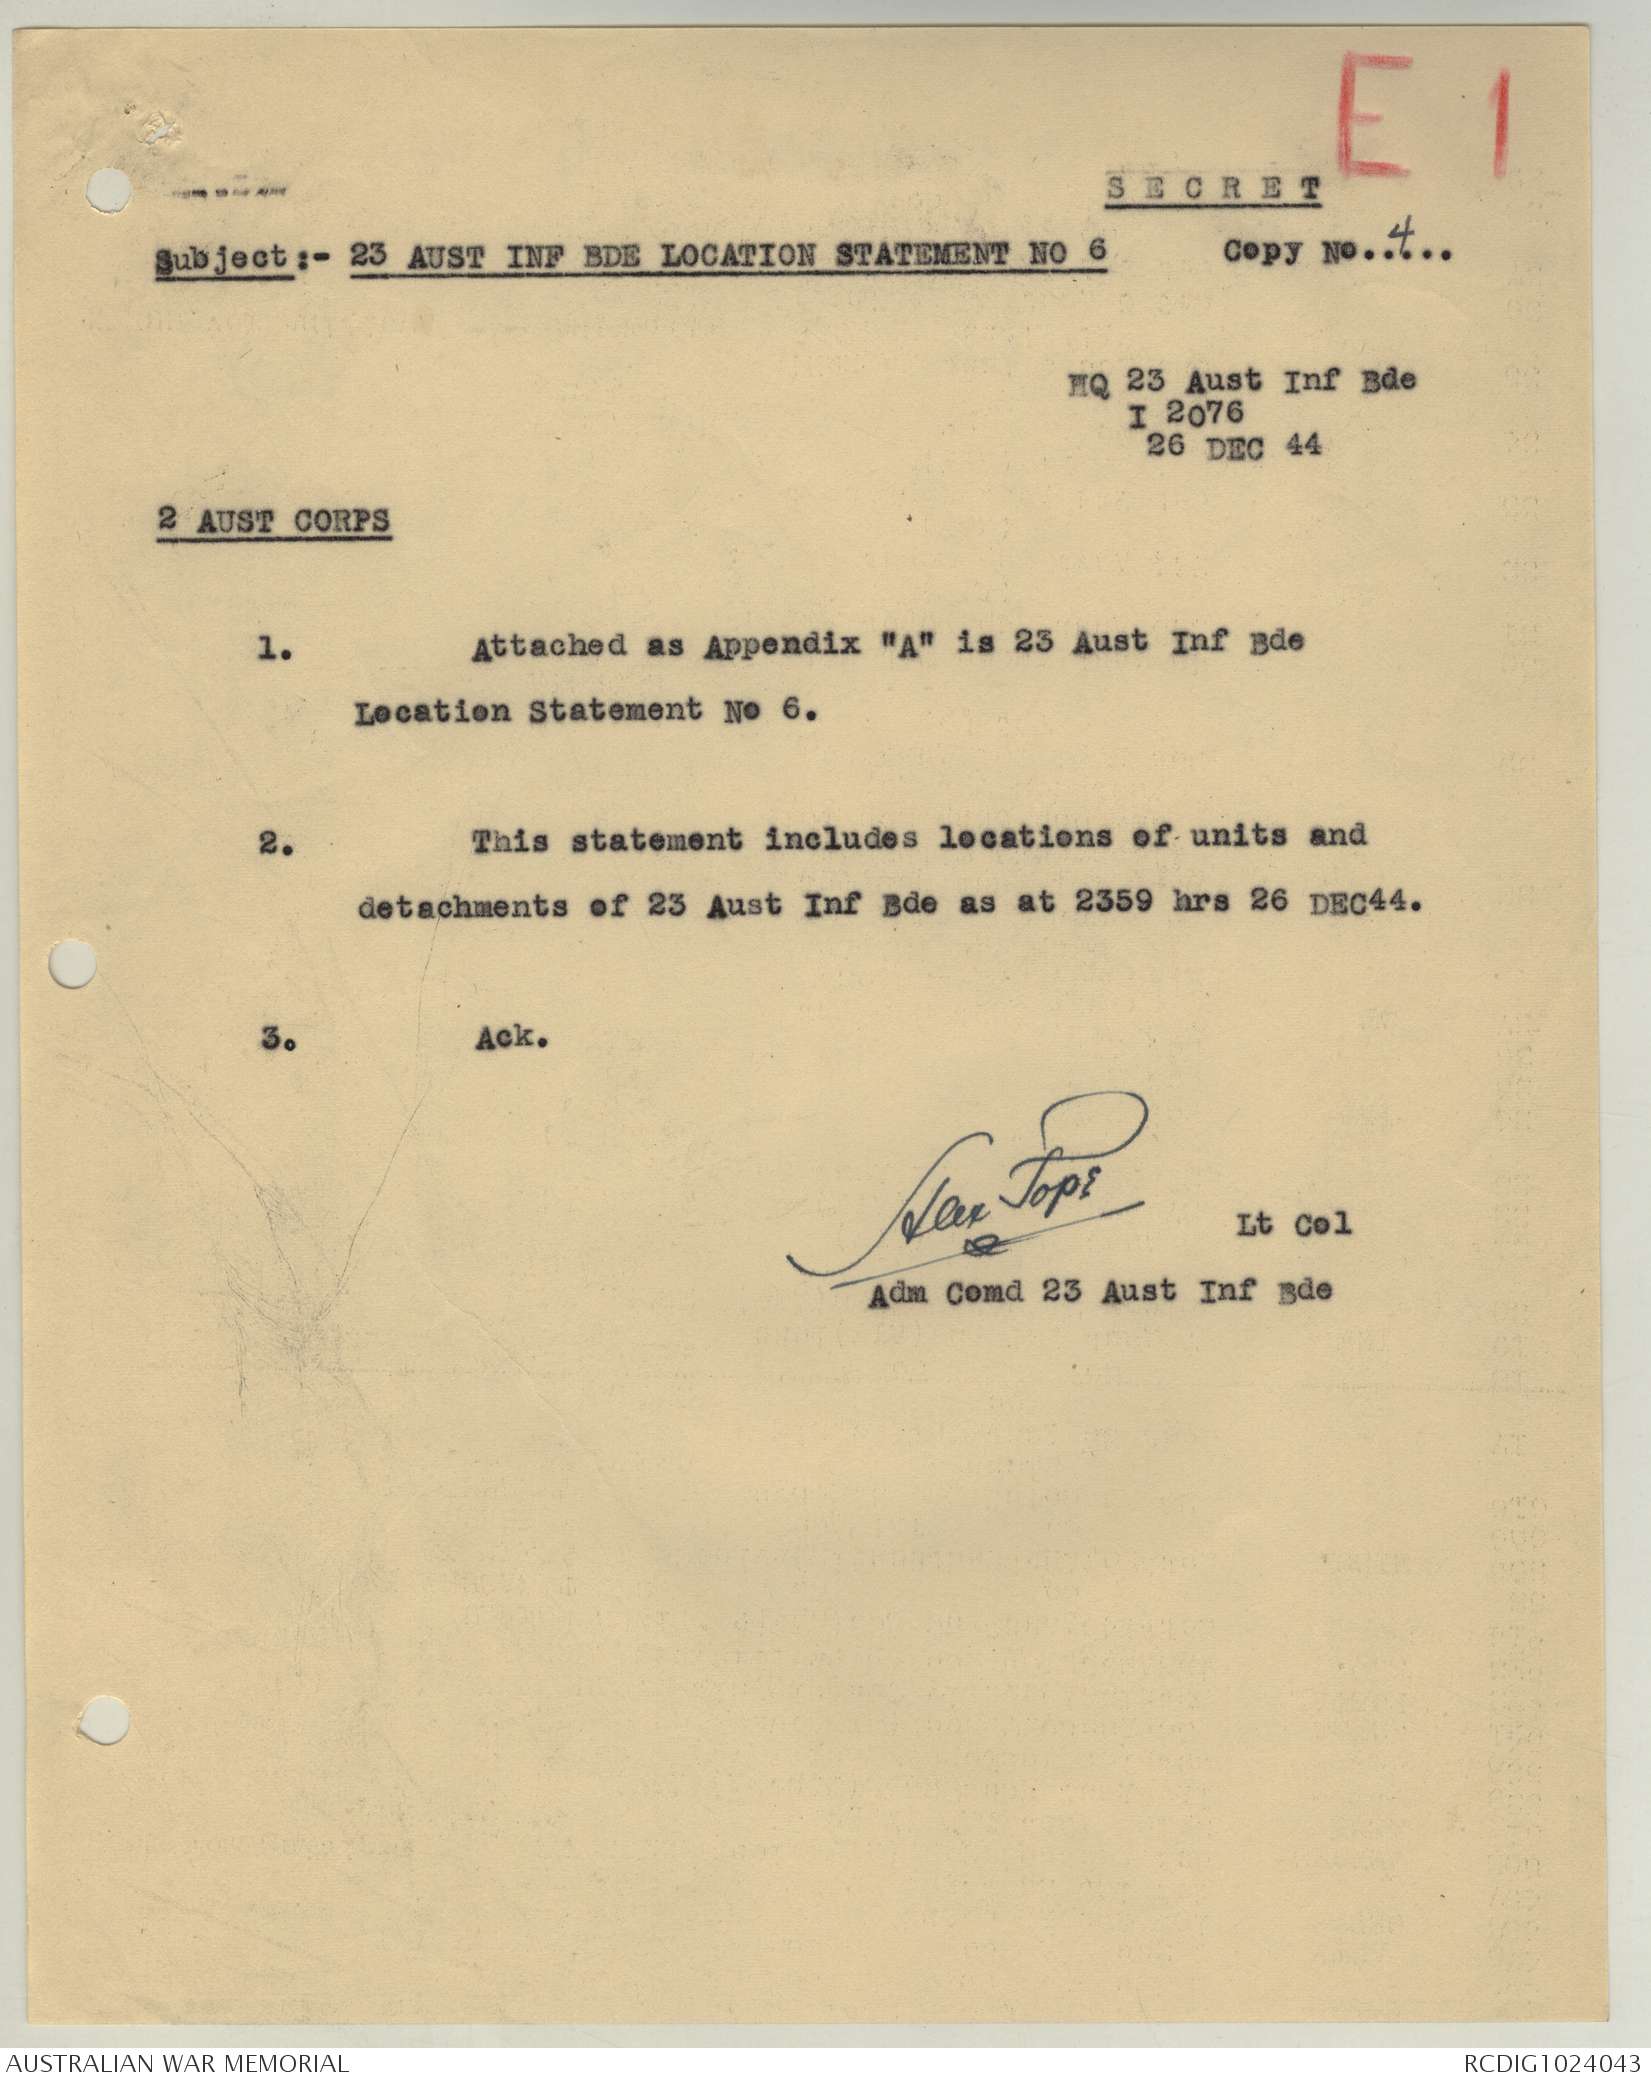 E 1
S E C R E T
Subject:- 23 AUST INF BDE LOCATION STATEMENT NO 6 Copy No..4...
HQ 23 Aust Inf Bde
I 2076
26 DEC 44
2 AUST CORPS
1. Attached as Appendix "A" is 23 Aust Inf Bde
Location Statement No 6.
2. This statement includes locations of units and
detachments of 23 Aust Inf Bde as at 2359 hrs 26 DEC44.
3. Ack.
Alex Pope
Lt Col
Adm Comd 23 Aust Inf Bde
AUSTRALIAN WAR MEMORIAL RCDIG1024043